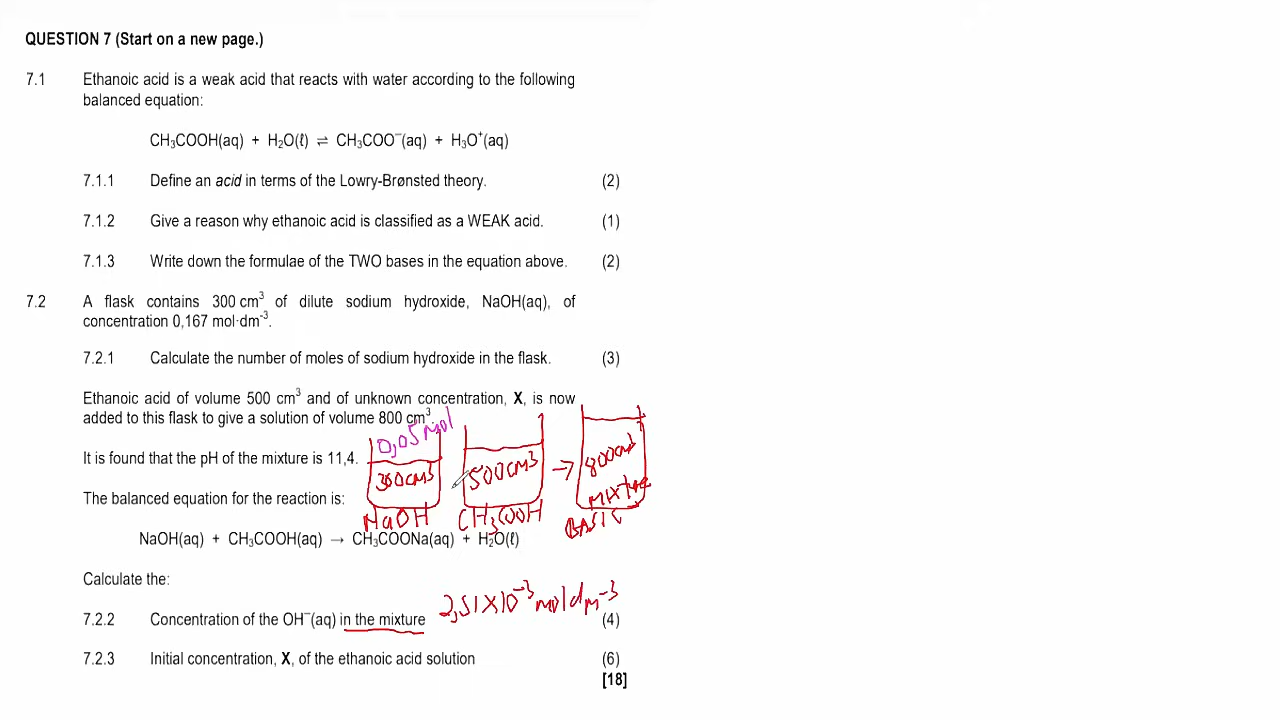 QUESTION 7 (Start on a new page.)
7.1 Ethanoic acid is a weak acid that reacts with water according to the following
balanced equation:
CH₃COOH(aq) + H₂O(ℓ) ⇌ CH₃COO⁻(aq) + H₃O⁺(aq)
7.1.1 Define an acid in terms of the Lowry-Brønsted theory. (2)
7.1.2 Give a reason why ethanoic acid is classified as a WEAK acid. (1)
7.1.3 Write down the formulae of the TWO bases in the equation above. (2)
7.2 A flask contains 300 cm³ of dilute sodium hydroxide, NaOH(aq), of
concentration 0,167 mol·dm⁻³.
7.2.1 Calculate the number of moles of sodium hydroxide in the flask. (3)
Ethanoic acid of volume 500 cm³ and of unknown concentration, X, is now
added to this flask to give a solution of volume 800 cm³.
0,05 mol
It is found that the pH of the mixture is 11,4.
300cm³ 500cm³ → 800cm³
mixture
The balanced equation for the reaction is:
NaOH CH₃COOH BASIC
NaOH(aq) + CH₃COOH(aq) → CH₃COONa(aq) + H₂O(ℓ)
Calculate the:
2,51×10⁻³ mol dm⁻³
7.2.2 Concentration of the OH⁻(aq) in the mixture (4)
7.2.3 Initial concentration, X, of the ethanoic acid solution (6)
[18]